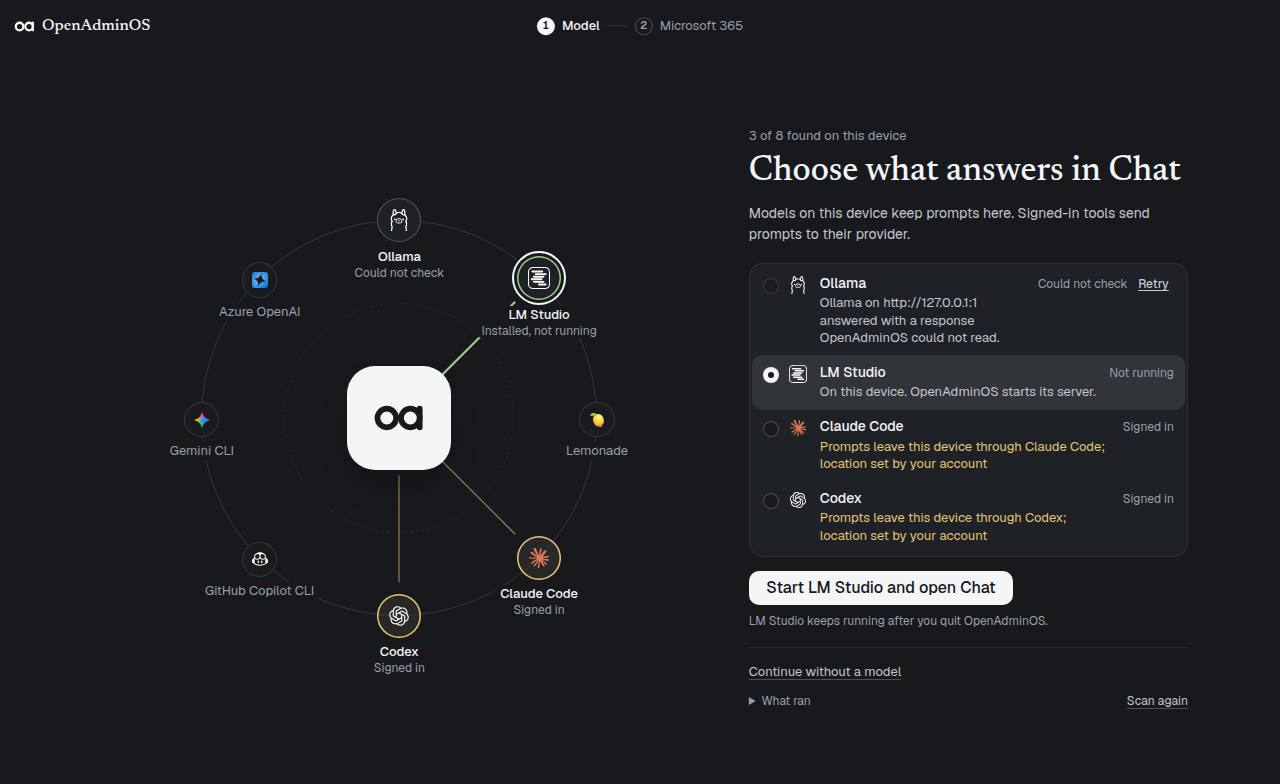 OpenAdminOS
1 Model
2 Microsoft 365
Ollama
Could not check
LM Studio
Installed, not running
Azure OpenAI
Gemini CLI
Lemonade
GitHub Copilot CLI
Claude Code
Signed in
Codex
Signed in
3 of 8 found on this device
Choose what answers in Chat
Models on this device keep prompts here. Signed-in tools send
prompts to their provider.
Ollama Could not check Retry
Ollama on http://127.0.0.1:1
answered with a response
OpenAdminOS could not read.
LM Studio Not running
On this device. OpenAdminOS starts its server.
Claude Code Signed in
Prompts leave this device through Claude Code;
location set by your account
Codex Signed in
Prompts leave this device through Codex;
location set by your account
Start LM Studio and open Chat
LM Studio keeps running after you quit OpenAdminOS.
Continue without a model
What ran
Scan again